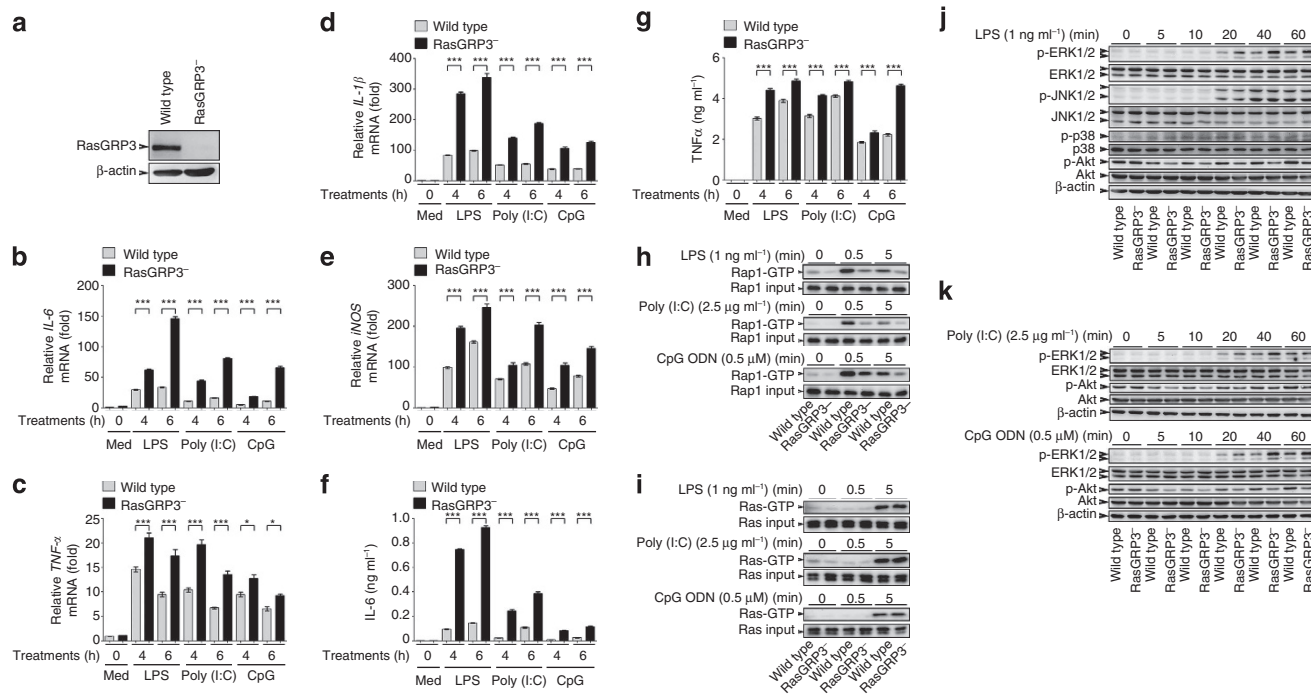 a
Wild type
RasGRP3⁻
RasGRP3
β-actin
b
Wild type
RasGRP3⁻
Relative IL-6
mRNA (fold)
200
150
100
50
0
*** *** *** *** *** ***
Treatments (h) 0 4 6 4 6 4 6
Med LPS Poly (I:C) CpG
c
Wild type
RasGRP3⁻
Relative TNF-α
mRNA (fold)
25
20
15
10
5
0
*** *** *** *** * *
Treatments (h) 0 4 6 4 6 4 6
Med LPS Poly (I:C) CpG
d
Wild type
RasGRP3⁻
Relative IL-1β
mRNA (fold)
400
300
200
100
0
*** *** *** *** *** ***
Treatments (h) 0 4 6 4 6 4 6
Med LPS Poly (I:C) CpG
e
Wild type
RasGRP3⁻
Relative iNOS
mRNA (fold)
300
200
100
0
*** *** *** *** *** ***
Treatments (h) 0 4 6 4 6 4 6
Med LPS Poly (I:C) CpG
f
Wild type
RasGRP3⁻
IL-6 (ng ml⁻¹)
1.0
0.8
0.6
0.4
0.2
0
*** *** *** *** *** ***
Treatments (h) 0 4 6 4 6 4 6
Med LPS Poly (I:C) CpG
g
Wild type
RasGRP3⁻
TNFα (ng ml⁻¹)
6
4
2
0
*** *** *** *** *** ***
Treatments (h) 0 4 6 4 6 4 6
Med LPS Poly (I:C) CpG
h
LPS (1 ng ml⁻¹) (min) 0 0.5 5
Rap1-GTP
Rap1 input
Poly (I:C) (2.5 μg ml⁻¹) (min)
Rap1-GTP
Rap1 input
CpG ODN (0.5 μM) (min)
Rap1-GTP
Rap1 input
Wild type RasGRP3⁻ Wild type RasGRP3⁻ Wild type RasGRP3⁻
i
LPS (1 ng ml⁻¹) (min) 0 0.5 5
Ras-GTP
Ras input
Poly (I:C) (2.5 μg ml⁻¹) (min)
Ras-GTP
Ras input
CpG ODN (0.5 μM) (min)
Ras-GTP
Ras input
Wild type RasGRP3⁻ Wild type RasGRP3⁻ Wild type RasGRP3⁻
j
LPS (1 ng ml⁻¹) (min) 0 5 10 20 40 60
p-ERK1/2
ERK1/2
p-JNK1/2
JNK1/2
p-p38
p38
p-Akt
Akt
β-actin
Wild type RasGRP3⁻ Wild type RasGRP3⁻ Wild type RasGRP3⁻ Wild type RasGRP3⁻ Wild type RasGRP3⁻ Wild type RasGRP3⁻
k
Poly (I:C) (2.5 μg ml⁻¹) (min) 0 5 10 20 40 60
p-ERK1/2
ERK1/2
p-Akt
Akt
β-actin
CpG ODN (0.5 μM) (min) 0 5 10 20 40 60
p-ERK1/2
ERK1/2
p-Akt
Akt
β-actin
Wild type RasGRP3⁻ Wild type RasGRP3⁻ Wild type RasGRP3⁻ Wild type RasGRP3⁻ Wild type RasGRP3⁻ Wild type RasGRP3⁻